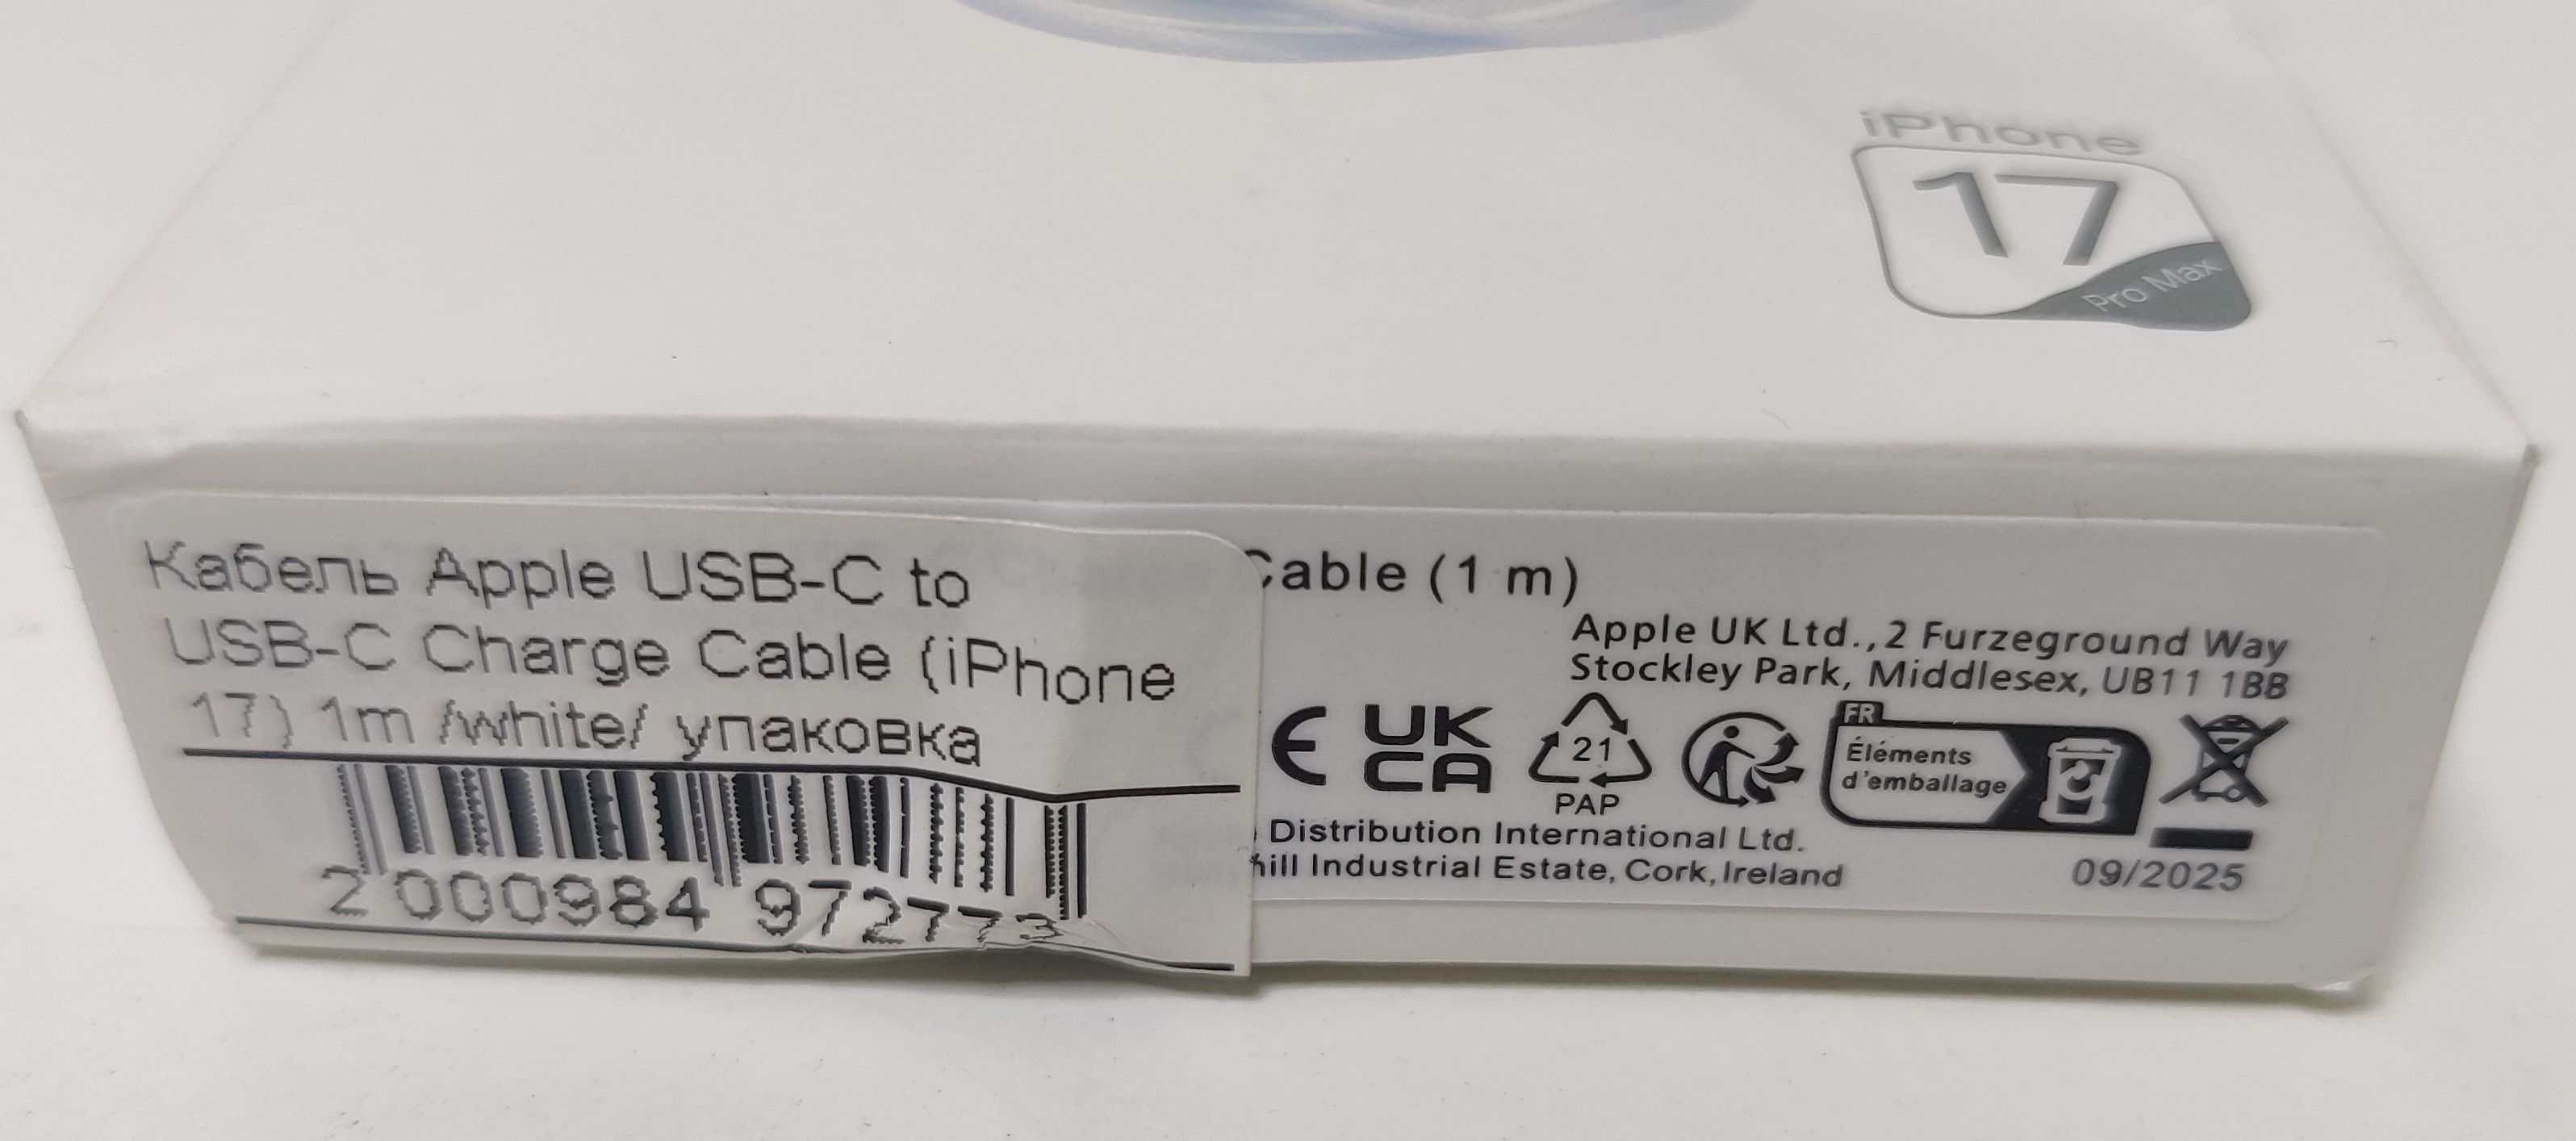 iPhone
17
Pro Max
Кабель Apple USB-C to
USB-C Charge Cable (iPhone
17) 1m /white/ упаковка
2 000984 972773
Cable (1 m)
Apple UK Ltd., 2 Furzeground Way
Stockley Park, Middlesex, UB11 1BB
CE
UK
CA
21
PAP
FR
Éléments
d'emballage
Distribution International Ltd.
hill Industrial Estate, Cork, Ireland
09/2025